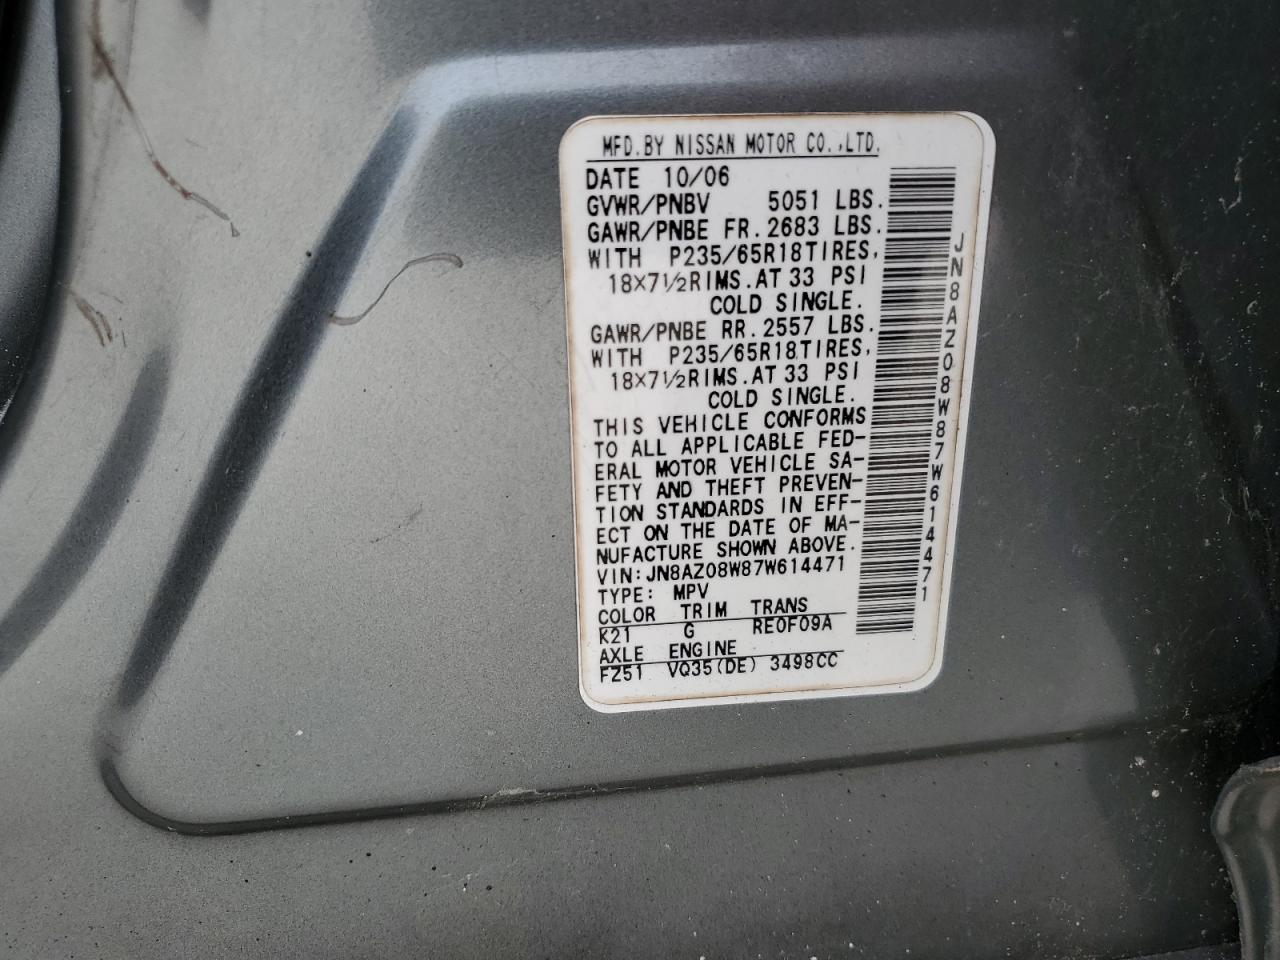 MFD.BY NISSAN MOTOR CO.,LTD.
DATE 10/06
GVWR/PNBV 5051 LBS.
GAWR/PNBE FR.2683 LBS.
WITH P235/65R18TIRES,
18×7½RIMS.AT 33 PSI
COLD SINGLE.
GAWR/PNBE RR.2557 LBS.
WITH P235/65R18TIRES,
18×7½RIMS.AT 33 PSI
COLD SINGLE.
THIS VEHICLE CONFORMS
TO ALL APPLICABLE FED-
ERAL MOTOR VEHICLE SA-
FETY AND THEFT PREVEN-
TION STANDARDS IN EFF-
ECT ON THE DATE OF MA-
NUFACTURE SHOWN ABOVE.
VIN:JN8AZ08W87W614471
TYPE: MPV
COLOR TRIM TRANS
K21 G RE0F09A
AXLE ENGINE
FZ51 VQ35(DE) 3498CC
JN8AZ08W87W614471